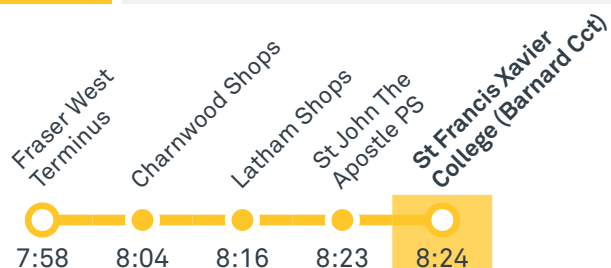 Fraser West
Terminus
Charnwood Shops
Latham Shops
St John The
Apostle PS
St Francis Xavier
College (Barnard Cct)
7:58
8:04
8:16
8:23
8:24